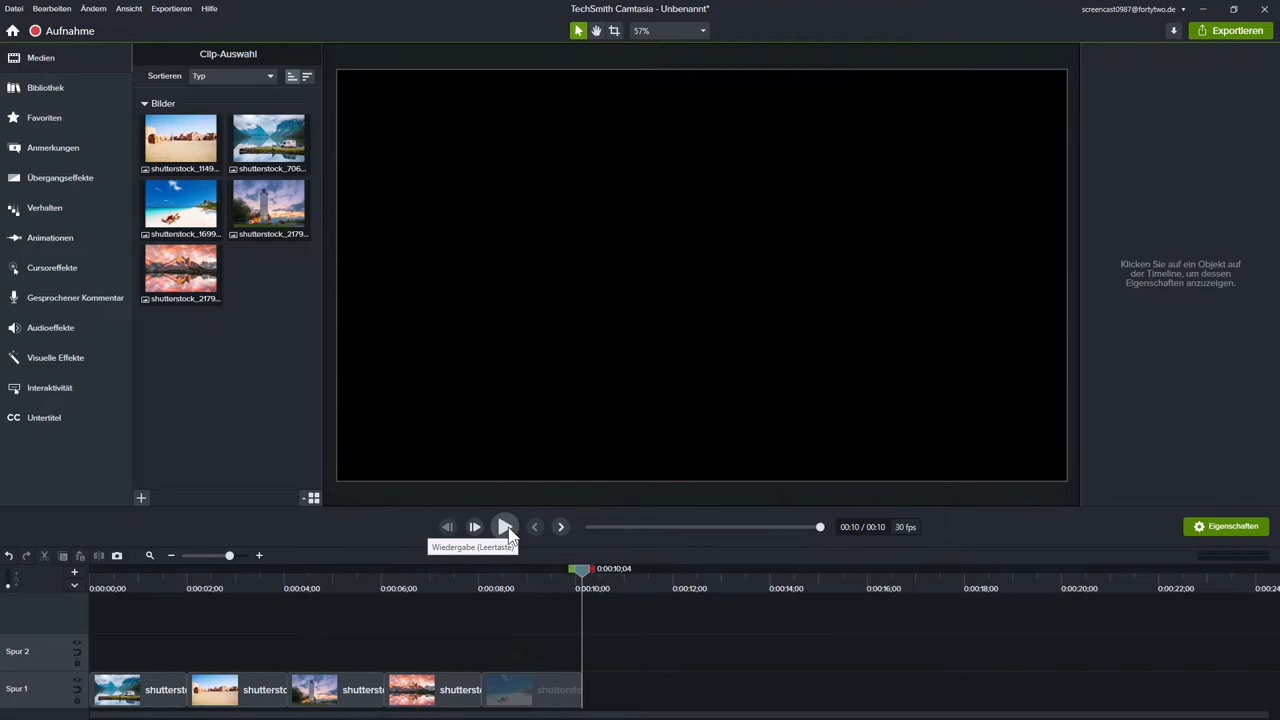 Datei Bearbeiten Ändern Ansicht Exportieren Hilfe
TechSmith Camtasia - Unbenannt*
screencast0987@fortytwo.de
Aufnahme
57%
Exportieren
Medien
Bibliothek
Favoriten
Anmerkungen
Übergangseffekte
Verhalten
Animationen
Cursoreffekte
Gesprochener Kommentar
Audioeffekte
Visuelle Effekte
Interaktivität
CC Untertitel
Clip-Auswahl
Sortieren Typ
Bilder
shutterstock_1149... shutterstock_706...
shutterstock_1699... shutterstock_2179...
shutterstock_2179...
Klicken Sie auf ein Objekt auf
der Timeline, um dessen
Eigenschaften anzuzeigen.
00:10 / 00:10 30 fps
Eigenschaften
Wiedergabe (Leertaste)
0:00:10;04
0:00:00;00 0:00:02;00 0:00:04;00 0:00:06;00 0:00:08;00 0:00:10;00 0:00:12;00 0:00:14;00 0:00:16;00 0:00:18;00 0:00:20;00 0:00:22;00 0:00:24
Spur 2
Spur 1
shutterst shutterst shutterst shutterst shutterst